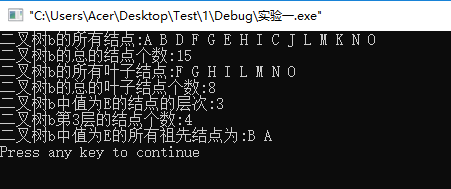 "C:\Users\Acer\Desktop\Test\1\Debug\实验一.exe"
二叉树b的所有结点:A B D F G E H I C J L M K N O
二叉树b的总的结点个数:15
二叉树b的所有叶子结点:F G H I L M N O
二叉树b的总的叶子结点个数:8
二叉树b中值为E的结点的层次:3
二叉树b第3层的结点个数:4
二叉树b中值为E的所有祖先结点为:B A
Press any key to continue